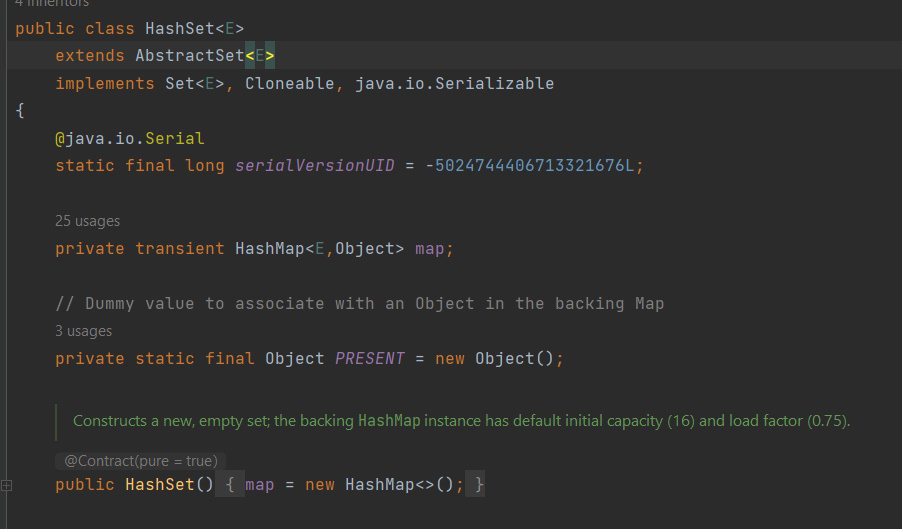 4 inheritors
public class HashSet<E>
extends AbstractSet<E>
implements Set<E>, Cloneable, java.io.Serializable
{
@java.io.Serial
static final long serialVersionUID = -5024744406713321676L;
25 usages
private transient HashMap<E,Object> map;
// Dummy value to associate with an Object in the backing Map
3 usages
private static final Object PRESENT = new Object();
Constructs a new, empty set; the backing HashMap instance has default initial capacity (16) and load factor (0.75).
@Contract(pure = true)
public HashSet() { map = new HashMap<>(); }